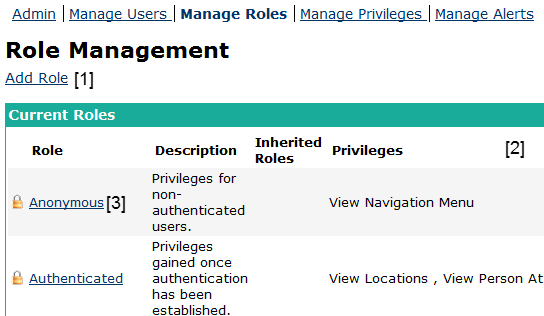 Admin | Manage Users | Manage Roles | Manage Privileges | Manage Alerts
Role Management
Add Role [1]
Current Roles
Role Description Inherited Roles Privileges [2]
Anonymous [3] Privileges for non-authenticated users. View Navigation Menu
Authenticated Privileges gained once authentication has been established. View Locations , View Person At